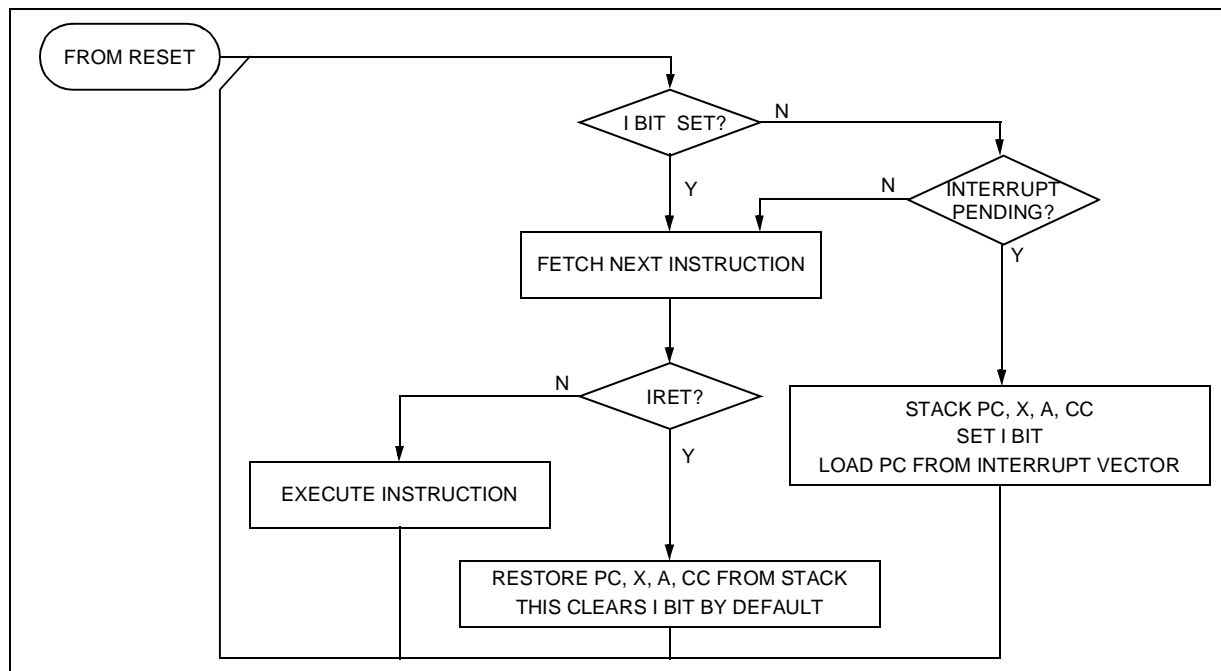 FROM RESET
I BIT SET?
N
Y
N
INTERRUPT
PENDING?
FETCH NEXT INSTRUCTION
Y
N
IRET?
STACK PC, X, A, CC
SET I BIT
LOAD PC FROM INTERRUPT VECTOR
Y
EXECUTE INSTRUCTION
RESTORE PC, X, A, CC FROM STACK
THIS CLEARS I BIT BY DEFAULT